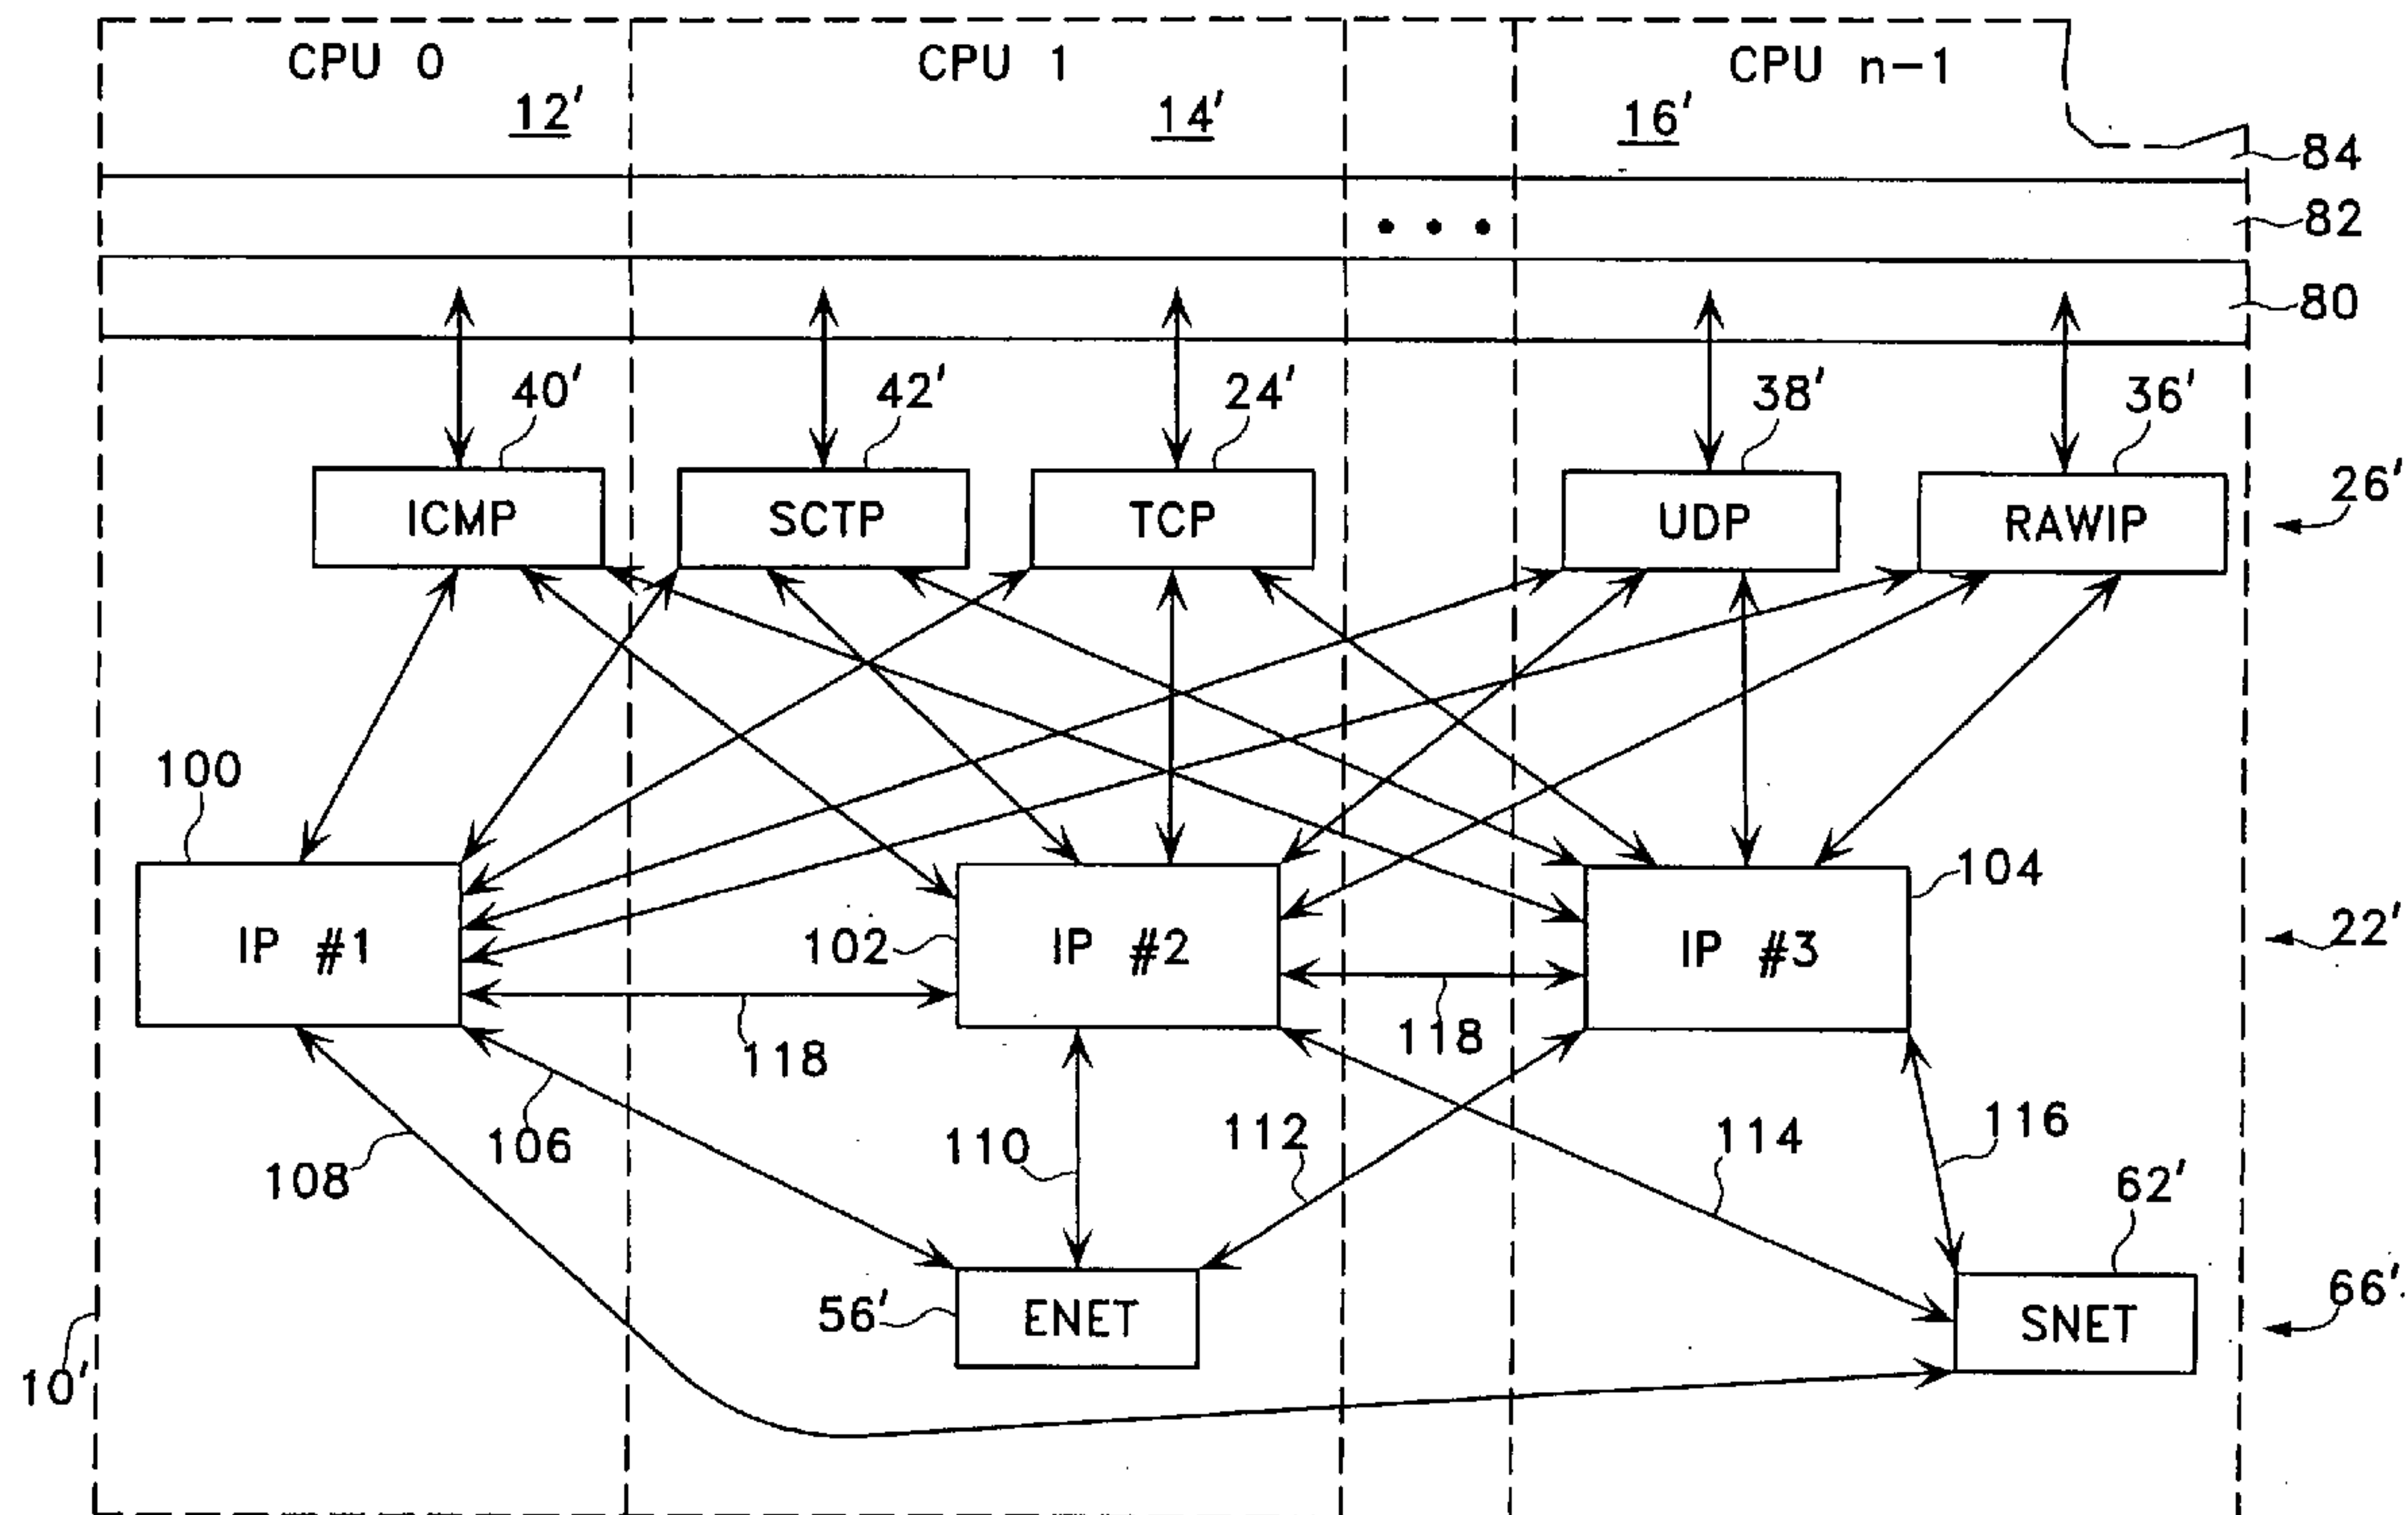 CPU 0 CPU 1 CPU n-1
12' 14' 16'
84
82
• • •
80
40' 42' 24' 38' 36'
ICMP SCTP TCP UDP RAWIP
26'
100
104
IP #1 102 IP #2 IP #3
22'
118 118
106 110 112 114 116
108
62'
56' ENET SNET
66'
10'